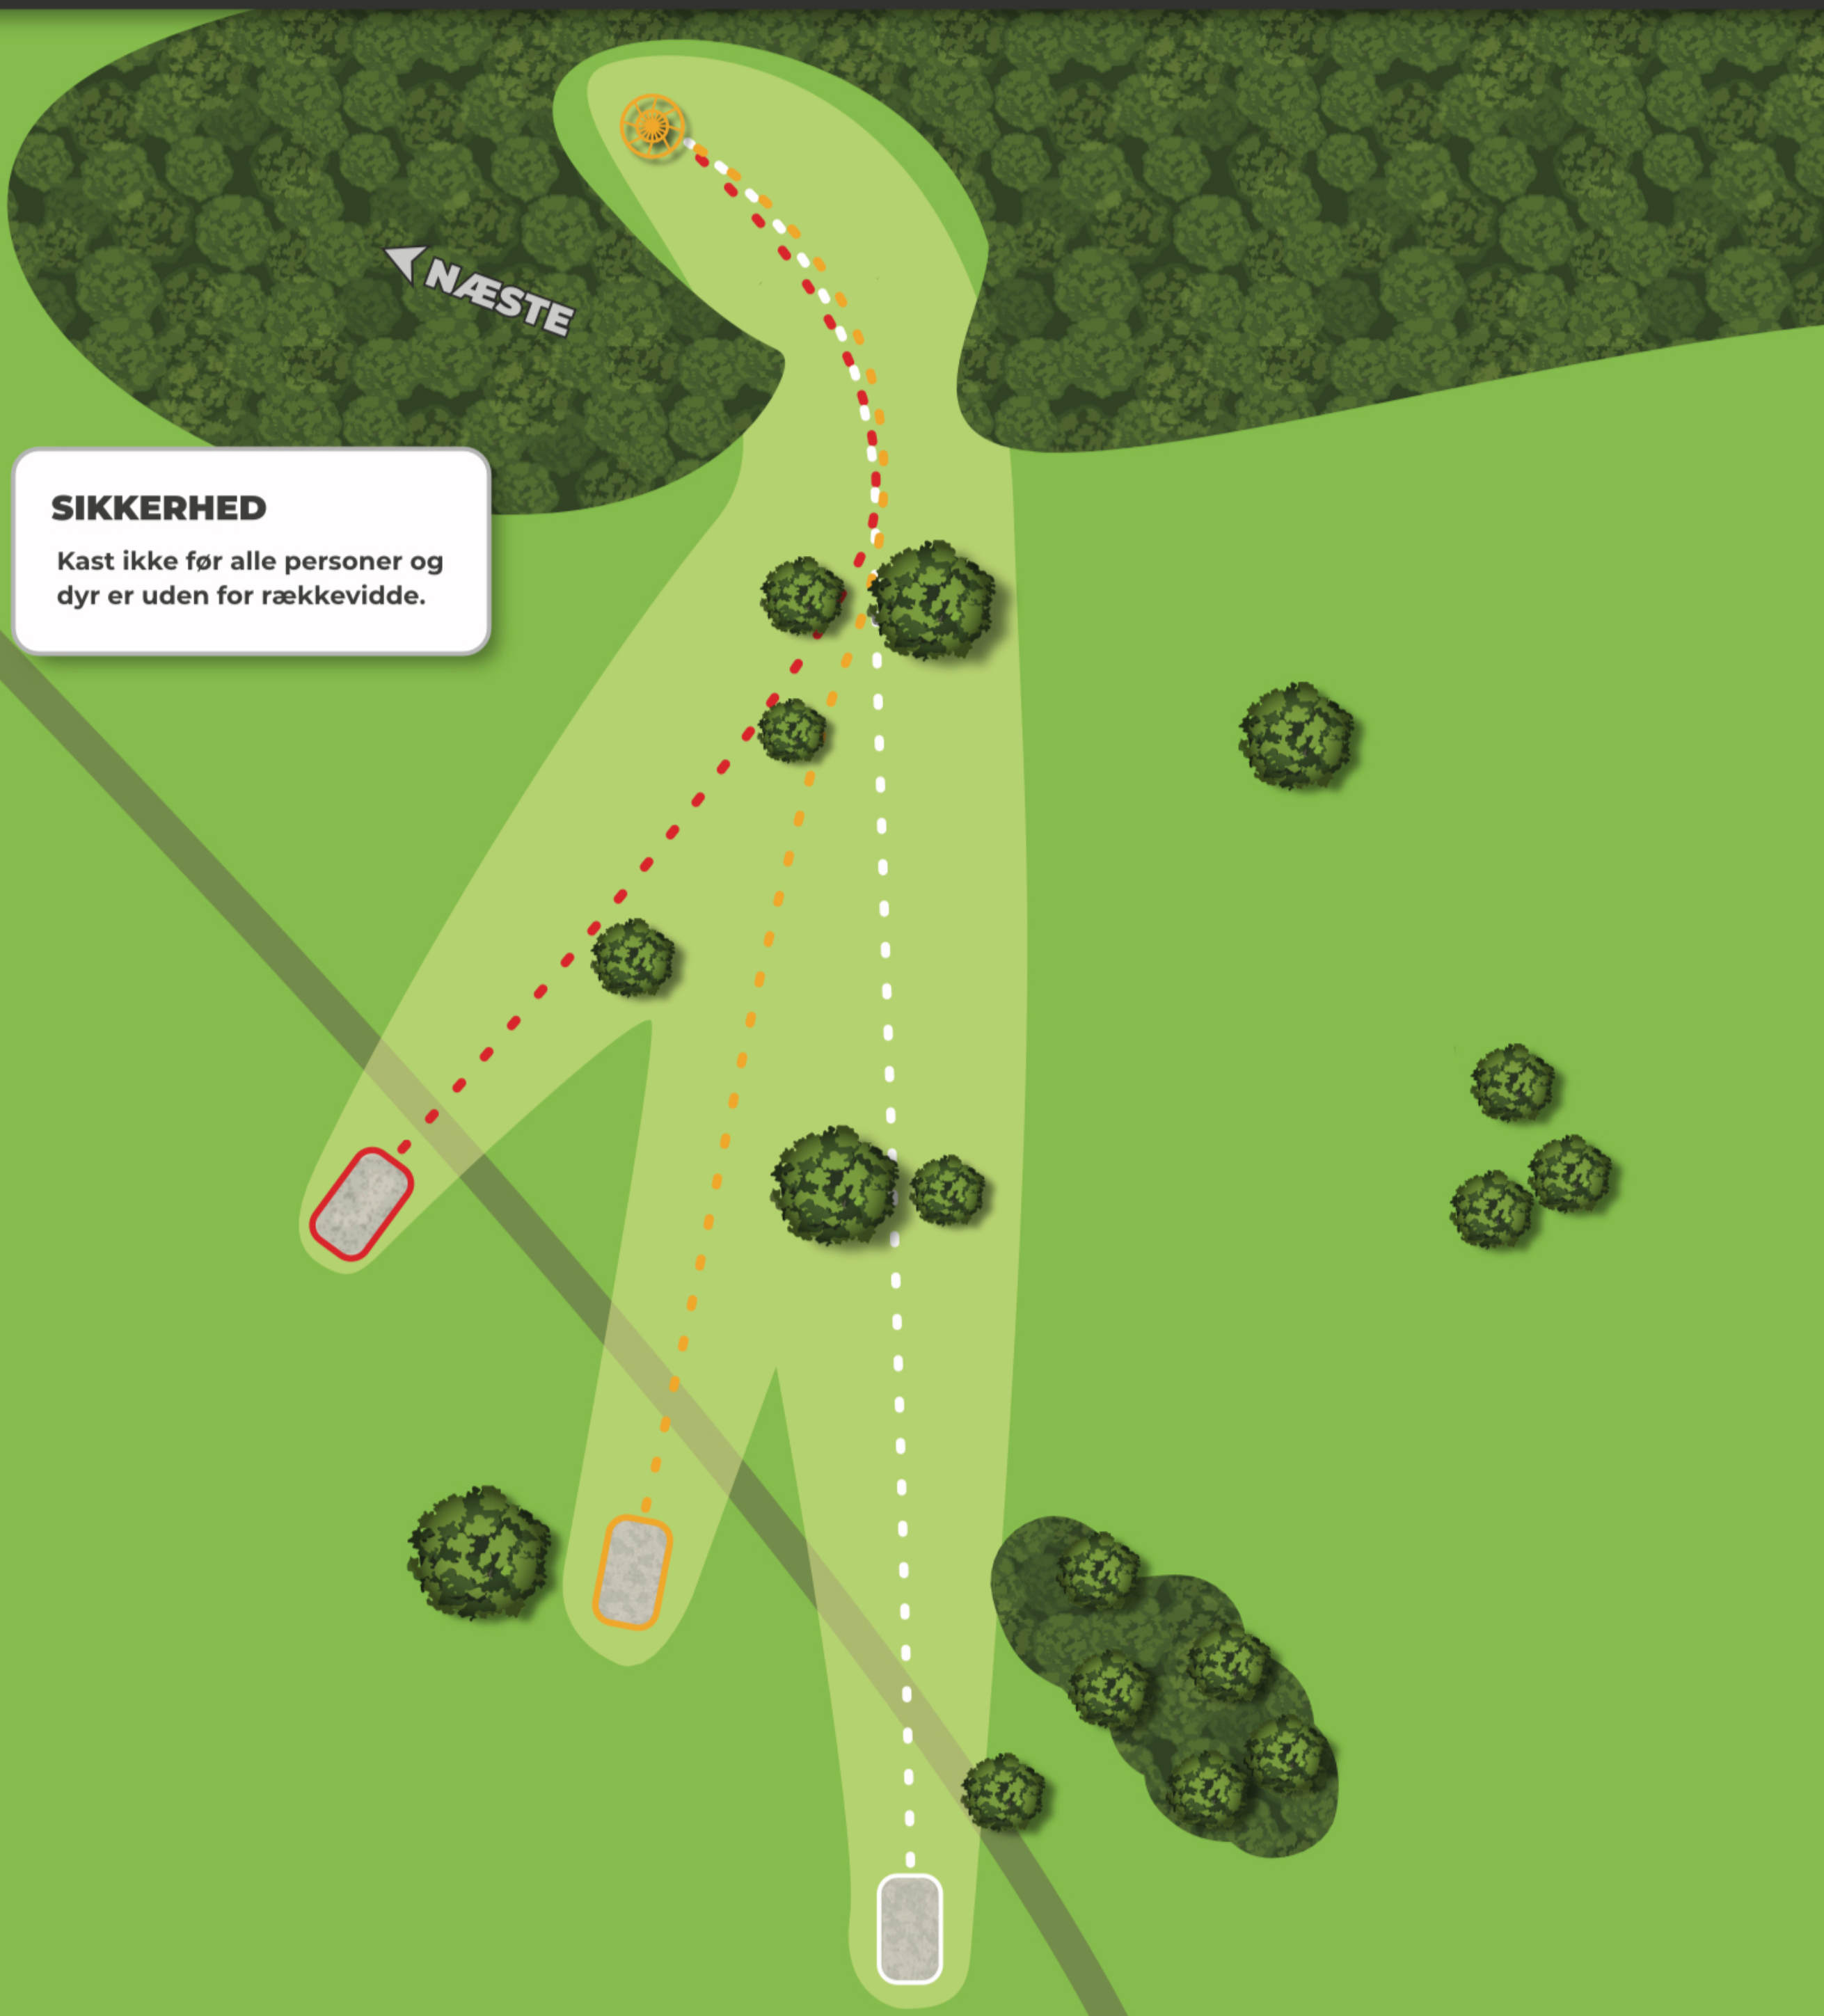 NÆSTE
SIKKERHED
Kast ikke før alle personer og
dyr er uden for rækkevidde.